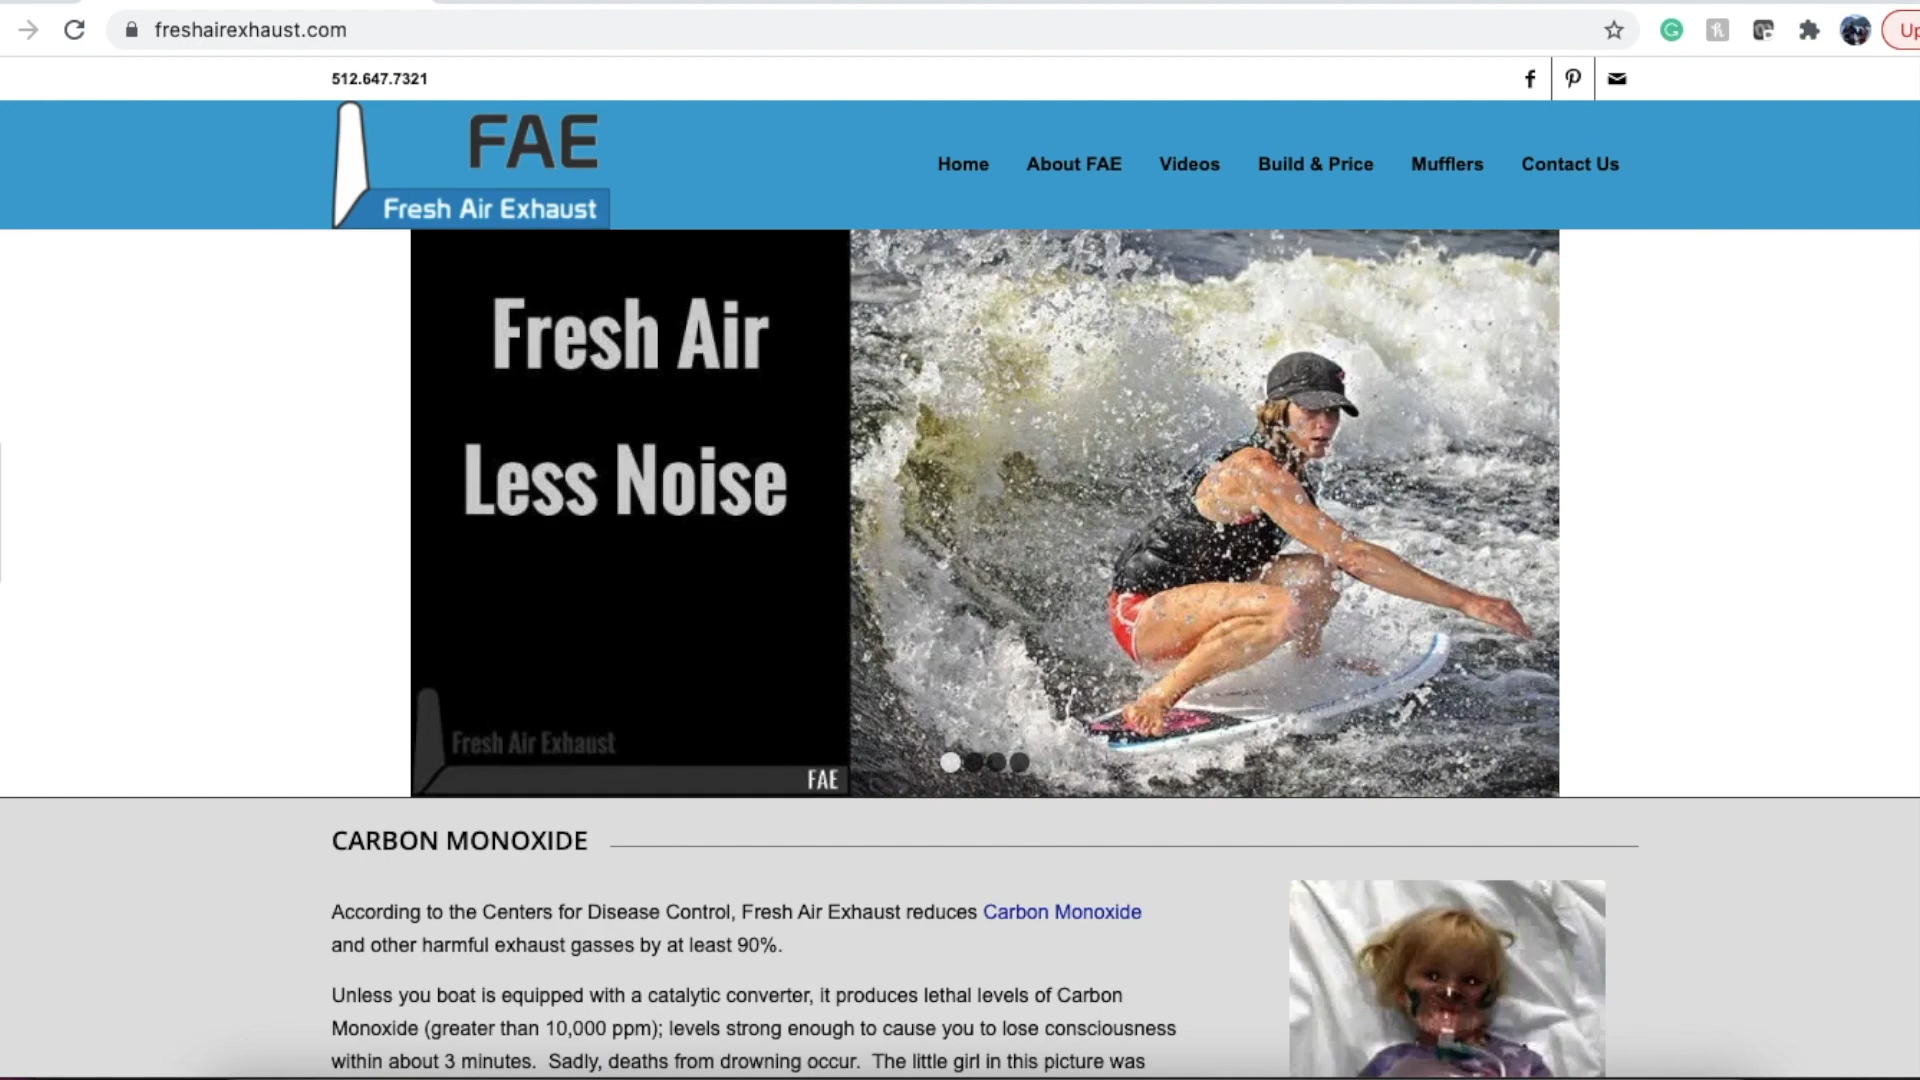 freshairexhaust.com
Up
512.647.7321
FAE
Fresh Air Exhaust
Home About FAE Videos Build & Price Mufflers Contact Us
Fresh Air
Less Noise
Fresh Air Exhaust
FAE
CARBON MONOXIDE
According to the Centers for Disease Control, Fresh Air Exhaust reduces Carbon Monoxide
and other harmful exhaust gasses by at least 90%.
Unless you boat is equipped with a catalytic converter, it produces lethal levels of Carbon
Monoxide (greater than 10,000 ppm); levels strong enough to cause you to lose consciousness
within about 3 minutes. Sadly, deaths from drowning occur. The little girl in this picture was